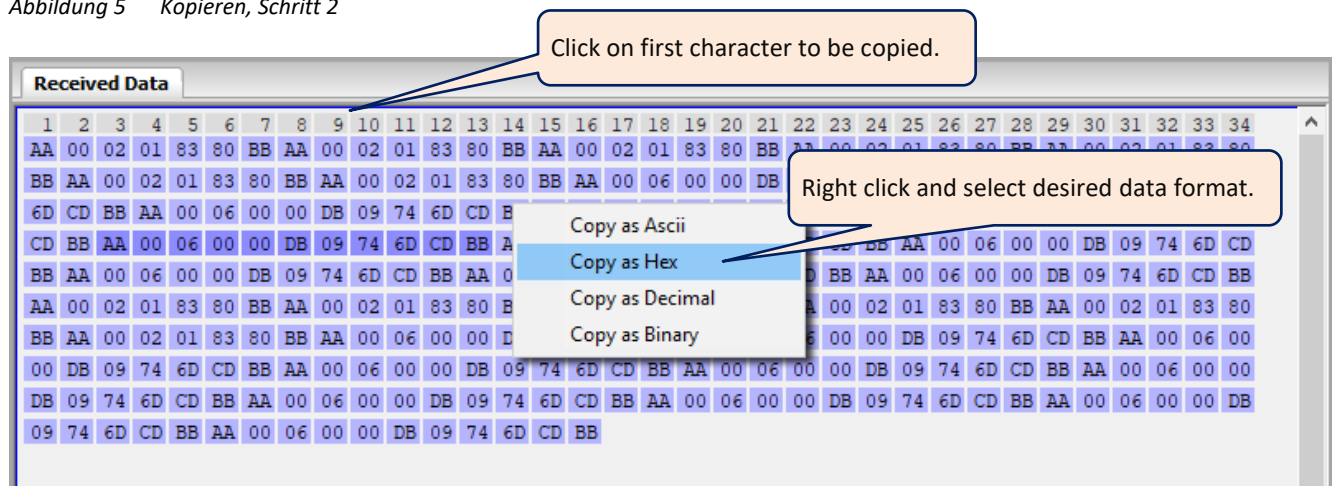 Abbildung 5 Kopieren, Schritt 2
Click on first character to be copied.
Received Data
1 2 3 4 5 6 7 8 9 10 11 12 13 14 15 16 17 18 19 20 21 22 23 24 25 26 27 28 29 30 31 32 33 34
AA 00 02 01 83 80 BB AA 00 02 01 83 80 BB AA 00 02 01 83 80 BB AA 00 02 01 83 80 BB AA 00 02 01 83 80
BB AA 00 02 01 83 80 BB AA 00 02 01 83 80 BB AA 00 06 00 00 DB
Right click and select desired data format.
6D CD BB AA 00 06 00 00 DB 09 74 6D CD
Copy as Ascii
CD BB AA 00 06 00 00 DB 09 74 6D CD BB BB AA 00 06 00 00 DB 09 74 6D CD
Copy as Hex
BB AA 00 06 00 00 DB 09 74 6D CD BB AA BB AA 00 06 00 00 DB 09 74 6D CD BB
Copy as Decimal
AA 00 02 01 83 80 BB AA 00 02 01 83 80 00 02 01 83 80 BB AA 00 02 01 83 80
Copy as Binary
BB AA 00 02 01 83 80 BB AA 00 06 00 00 00 00 DB 09 74 6D CD BB AA 00 06 00
00 DB 09 74 6D CD BB AA 00 06 00 00 DB 09 74 6D CD BB AA 00 06 00 00 DB 09 74 6D CD BB AA 00 06 00 00
DB 09 74 6D CD BB AA 00 06 00 00 DB 09 74 6D CD BB AA 00 06 00 00 DB 09 74 6D CD BB AA 00 06 00 00 DB
09 74 6D CD BB AA 00 06 00 00 DB 09 74 6D CD BB